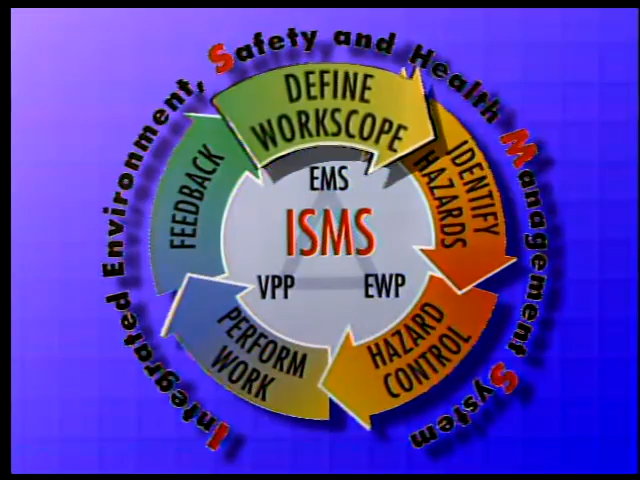 Integrated Environment, Safety and Health Management System
DEFINE
WORKSCOPE
IDENTIFY
HAZARDS
HAZARD
CONTROL
PERFORM
WORK
FEEDBACK
EMS
ISMS
VPP EWP